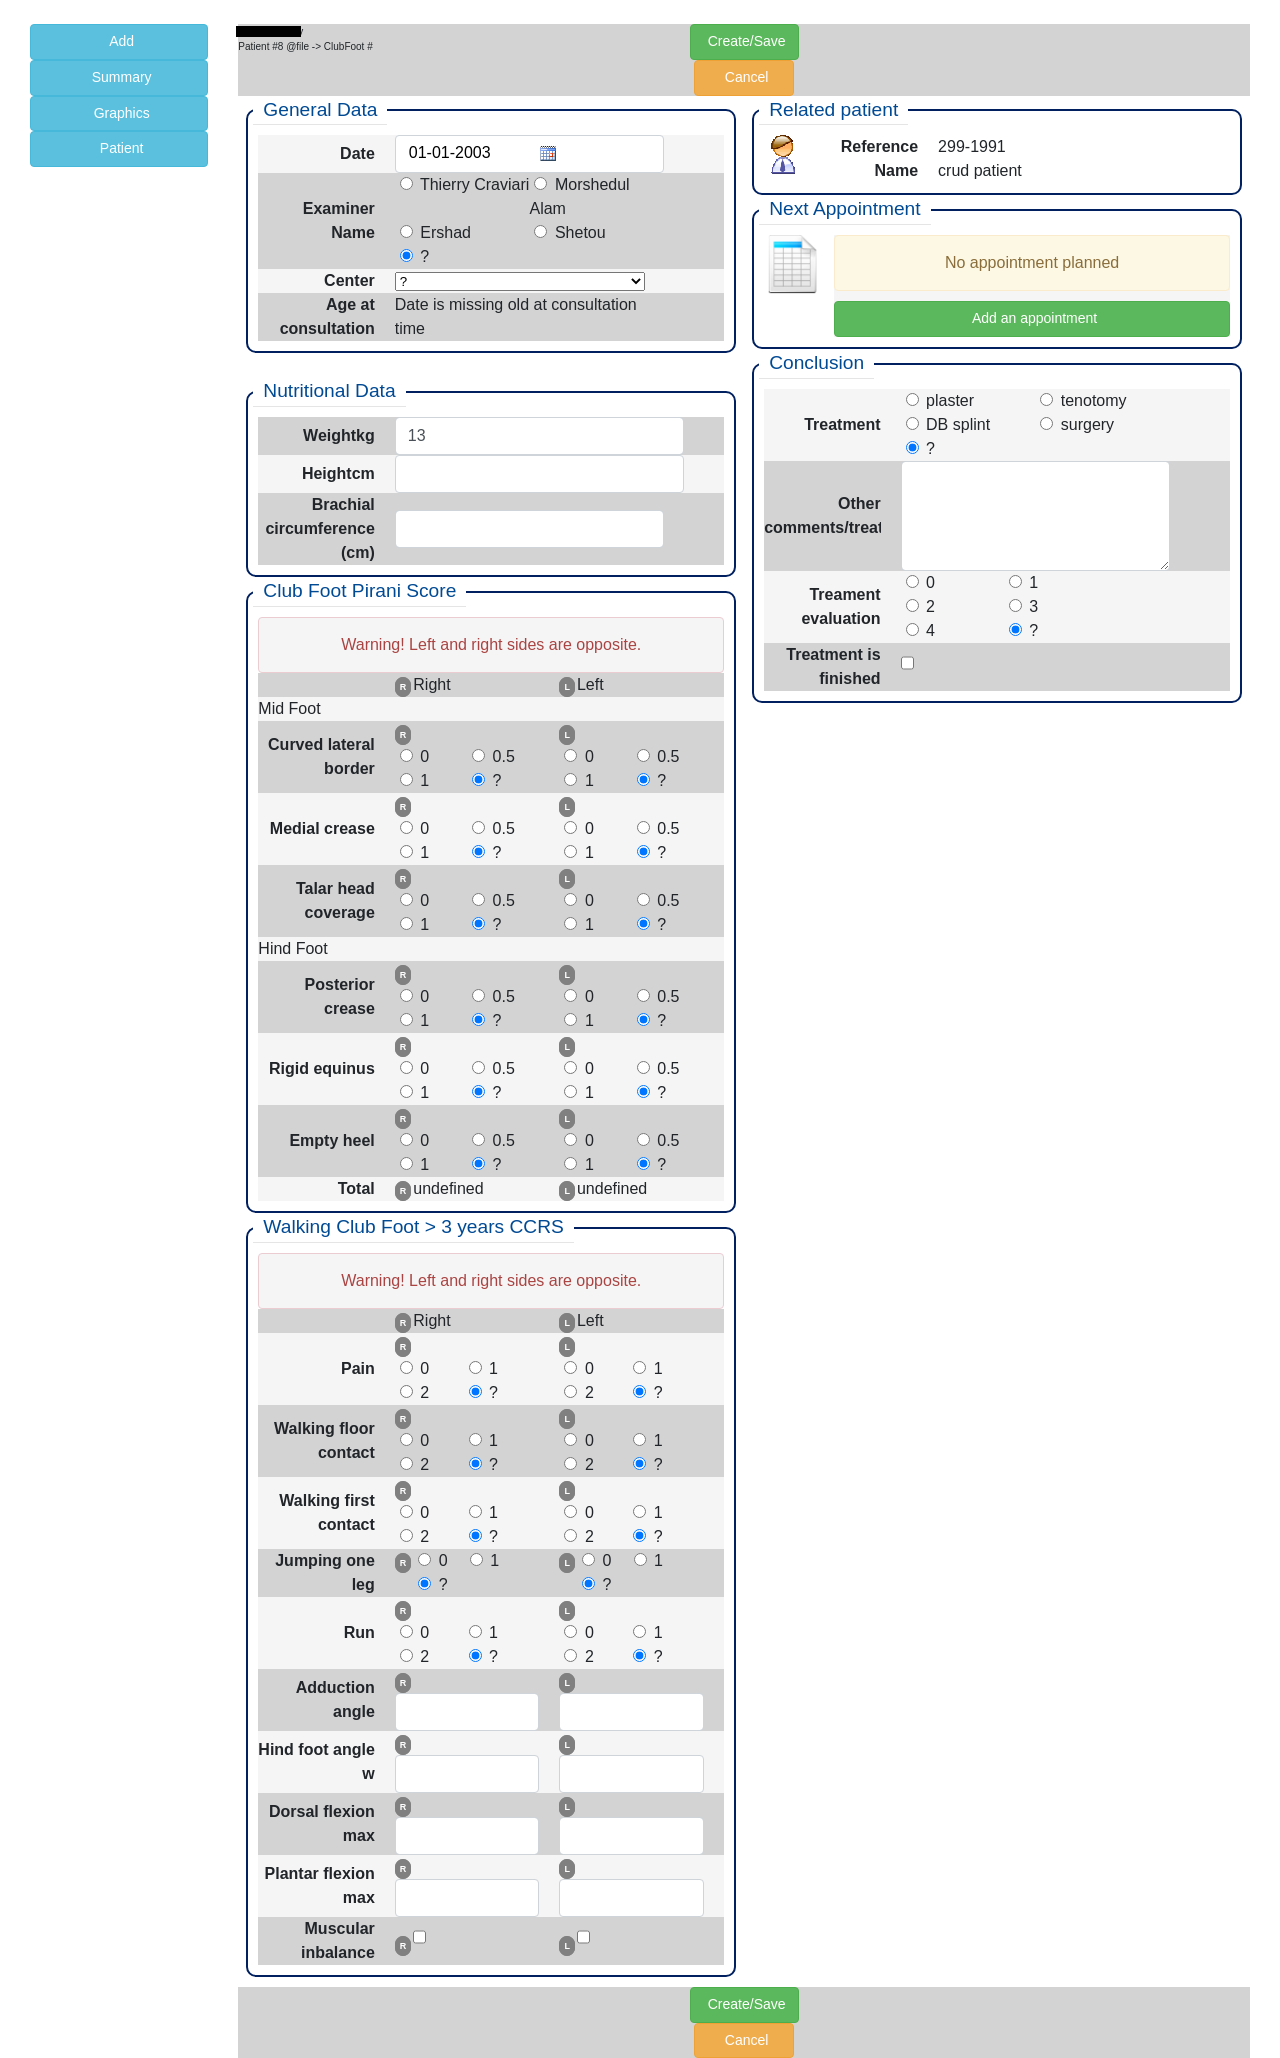 Add
Summary
Graphics
Patient
Patient #8 @file -> ClubFoot #
Create/Save
Cancel
General Data
Date 01-01-2003
Examiner Name
Thierry Craviari Morshedul Alam
Ershad Shetou
?
Center ?
Age at consultation
Date is missing old at consultation time
Nutritional Data
Weightkg 13
Heightcm
Brachial circumference (cm)
Club Foot Pirani Score
Warning! Left and right sides are opposite.
R Right L Left
Mid Foot
Curved lateral border
R L
0 0.5 0 0.5
1 ? 1 ?
Medial crease
R L
0 0.5 0 0.5
1 ? 1 ?
Talar head coverage
R L
0 0.5 0 0.5
1 ? 1 ?
Hind Foot
Posterior crease
R L
0 0.5 0 0.5
1 ? 1 ?
Rigid equinus
R L
0 0.5 0 0.5
1 ? 1 ?
Empty heel
R L
0 0.5 0 0.5
1 ? 1 ?
Total R undefined L undefined
Walking Club Foot > 3 years CCRS
Warning! Left and right sides are opposite.
R Right L Left
Pain
R L
0 1 0 1
2 ? 2 ?
Walking floor contact
R L
0 1 0 1
2 ? 2 ?
Walking first contact
R L
0 1 0 1
2 ? 2 ?
Jumping one leg
R 0 1 L 0 1
? ?
Run
R L
0 1 0 1
2 ? 2 ?
Adduction angle
R L
Hind foot angle w
R L
Dorsal flexion max
R L
Plantar flexion max
R L
Muscular inbalance
R L
Related patient
Reference 299-1991
Name crud patient
Next Appointment
No appointment planned
Add an appointment
Conclusion
Treatment
plaster tenotomy
DB splint surgery
?
Other
comments/treat
Treament evaluation
0 1
2 3
4 ?
Treatment is finished
Create/Save
Cancel